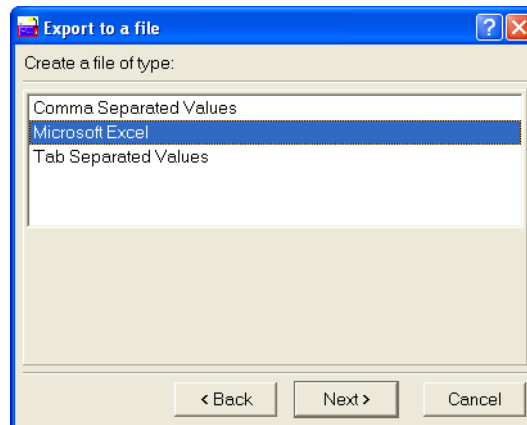 Export to a file
?
Create a file of type:
Comma Separated Values
Microsoft Excel
Tab Separated Values
< Back Next > Cancel